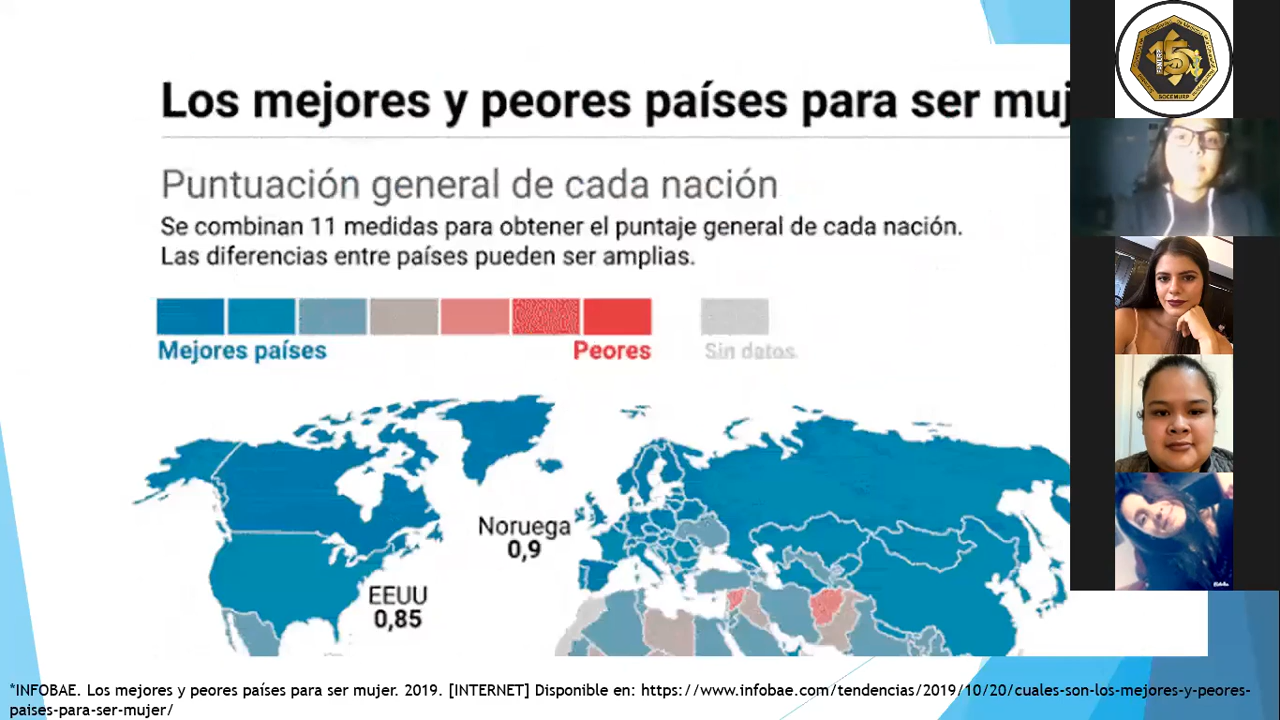 Los mejores y peores países para ser muj
Puntuación general de cada nación
Se combinan 11 medidas para obtener el puntaje general de cada nación.
Las diferencias entre países pueden ser amplias.
Mejores países
Peores
Sin datos
Noruega
0,9
EEUU
0,85
*INFOBAE. Los mejores y peores países para ser mujer. 2019. [INTERNET] Disponible en: https://www.infobae.com/tendencias/2019/10/20/cuales-son-los-mejores-y-peores-
paises-para-ser-mujer/
15
SOCEMURP